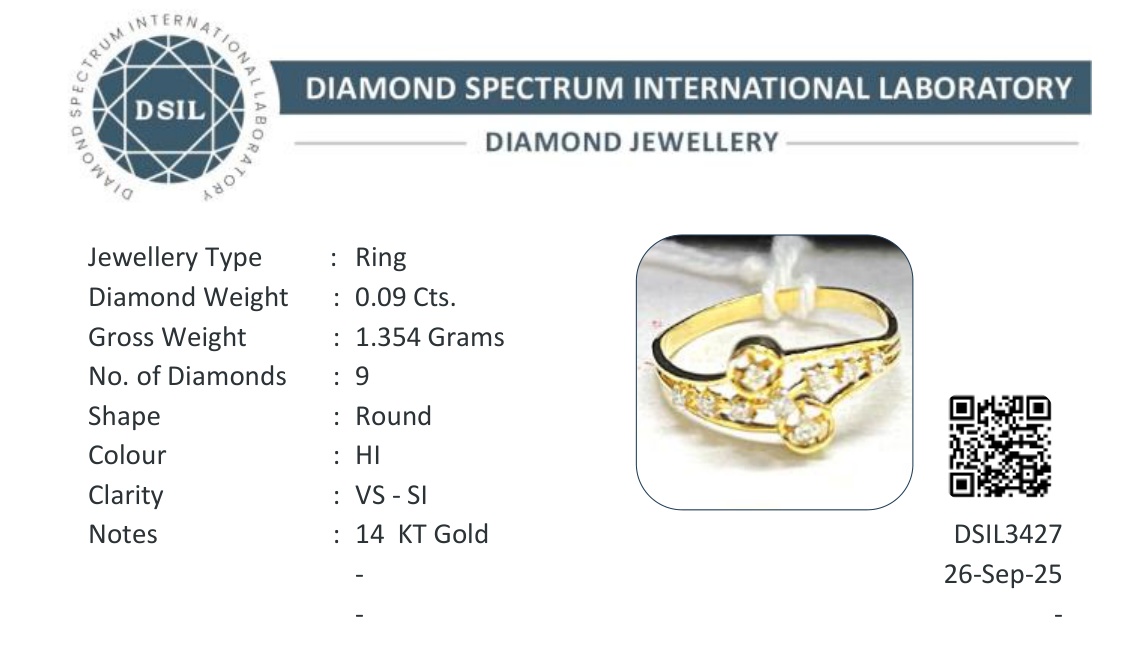 DIAMOND SPECTRUM INTERNATIONAL LABORATORY
DSIL
DIAMOND SPECTRUM INTERNATIONAL LABORATORY
DIAMOND JEWELLERY
Jewellery Type : Ring
Diamond Weight : 0.09 Cts.
Gross Weight : 1.354 Grams
No. of Diamonds : 9
Shape : Round
Colour : HI
Clarity : VS - SI
Notes : 14 KT Gold
-
-
DSIL3427
26-Sep-25
-